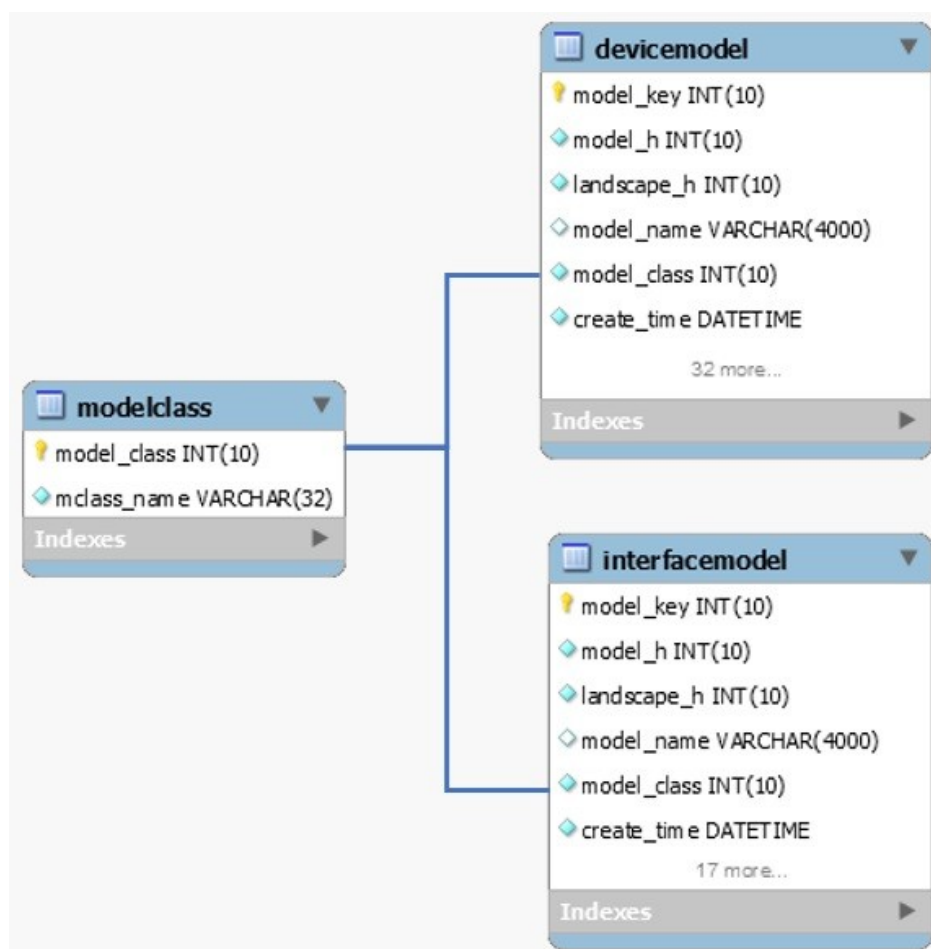 devicemodel
model_key INT(10)
model_h INT(10)
landscape_h INT(10)
model_name VARCHAR(4000)
model_class INT(10)
create_time DATETIME
32 more...
Indexes
modelclass
model_class INT(10)
mclass_name VARCHAR(32)
Indexes
interfacemodel
model_key INT(10)
model_h INT(10)
landscape_h INT(10)
model_name VARCHAR(4000)
model_class INT(10)
create_time DATETIME
17 more...
Indexes